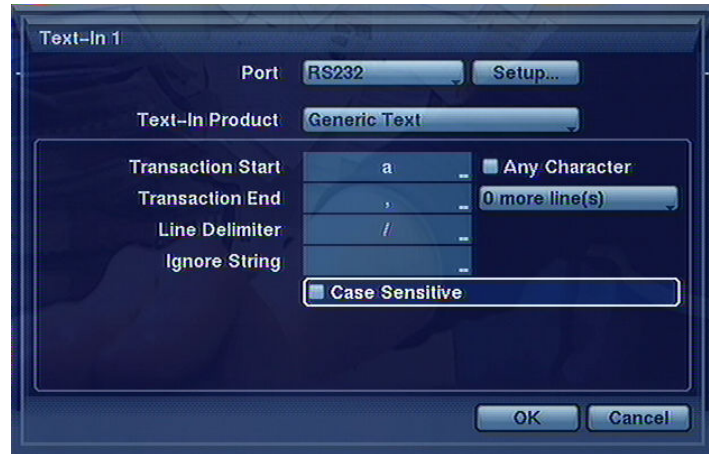 Text-In 1
Port RS232 Setup...
Text-In Product Generic Text
Transaction Start a Any Character
Transaction End , 0 more line(s)
Line Delimiter /
Ignore String
Case Sensitive
OK Cancel